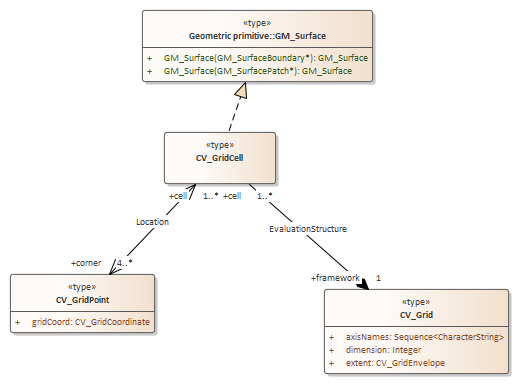 «type»
Geometric primitive::GM_Surface
+ GM_Surface(GM_SurfaceBoundary*): GM_Surface
+ GM_Surface(GM_SurfacePatch*): GM_Surface
«type»
CV_GridCell
+cell 1..* +cell 1..*
Location
EvaluationStructure
+corner 4..*
+framework 1
«type»
CV_GridPoint
+ gridCoord: CV_GridCoordinate
«type»
CV_Grid
+ axisNames: Sequence<CharacterString>
+ dimension: Integer
+ extent: CV_GridEnvelope